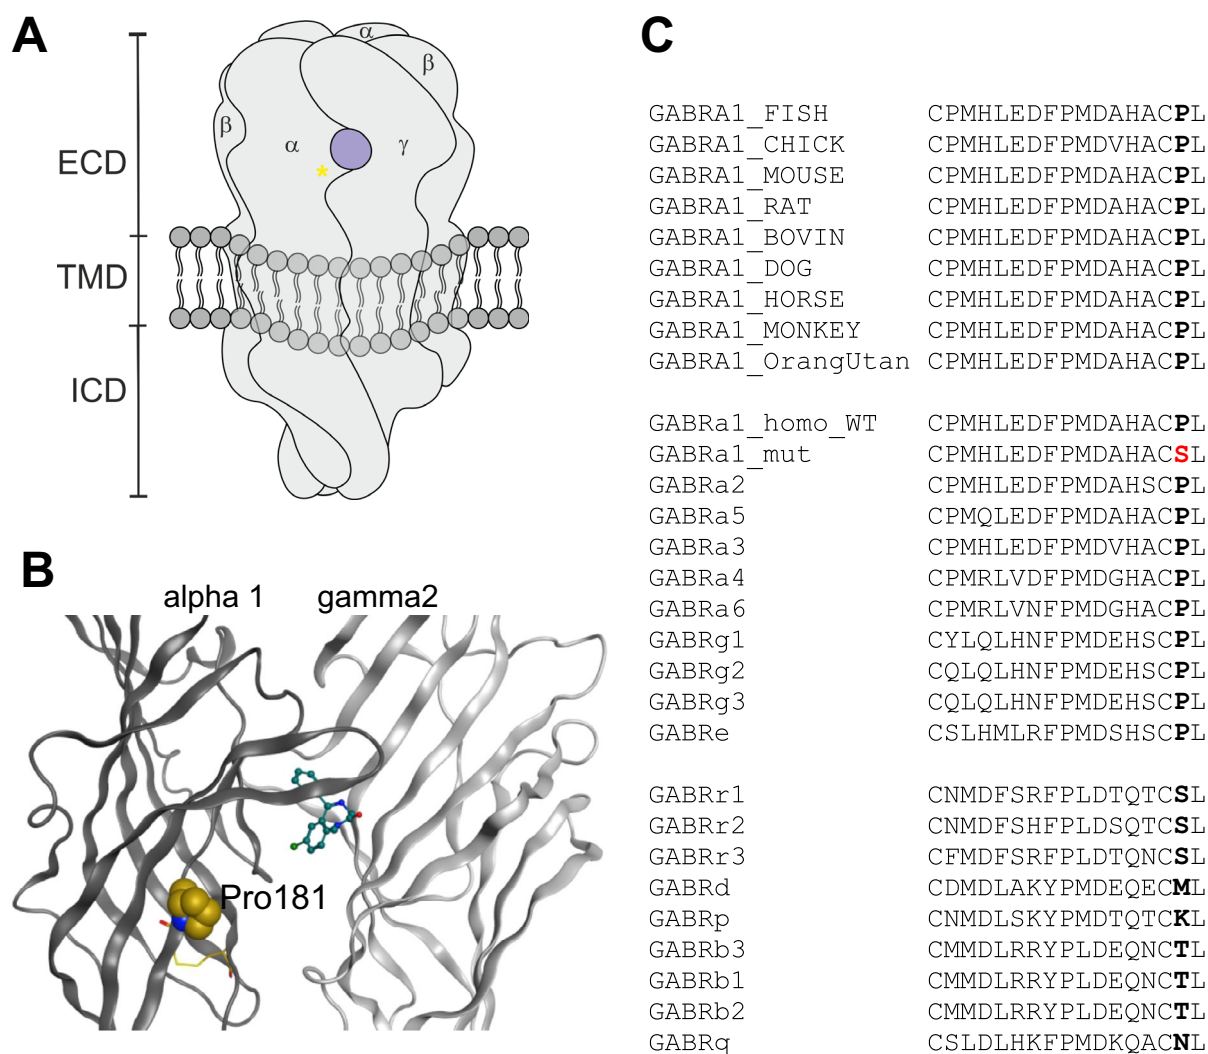 A
α
β
β
α
γ
*
ECD
TMD
ICD
B
alpha 1 gamma2
Pro181
C
GABRA1_FISH CPMHLEDFPMDAHACPL
GABRA1_CHICK CPMHLEDFPMDVHACPL
GABRA1_MOUSE CPMHLEDFPMDAHACPL
GABRA1_RAT CPMHLEDFPMDAHACPL
GABRA1_BOVIN CPMHLEDFPMDAHACPL
GABRA1_DOG CPMHLEDFPMDAHACPL
GABRA1_HORSE CPMHLEDFPMDAHACPL
GABRA1_MONKEY CPMHLEDFPMDAHACPL
GABRA1_OrangUtan CPMHLEDFPMDAHACPL
GABRa1_homo_WT CPMHLEDFPMDAHACPL
GABRa1_mut CPMHLEDFPMDAHACSL
GABRa2 CPMHLEDFPMDAHSCPL
GABRa5 CPMQLEDFPMDAHACPL
GABRa3 CPMHLEDFPMDVHACPL
GABRa4 CPMRLVDFPMDGHACPL
GABRa6 CPMRLVNFPMDGHACPL
GABRg1 CYLQLHNFPMDEHSCPL
GABRg2 CQLQLHNFPMDEHSCPL
GABRg3 CQLQLHNFPMDEHSCPL
GABRe CSLHMLRFPMDSHSCPL
GABRr1 CNMDFSRFPLDTQTCSL
GABRr2 CNMDFSHFPLDSQTCSL
GABRr3 CFMDFSRFPLDTQNCSL
GABRd CDMDLAKYPMDEQECML
GABRp CNMDLSKYPMDTQTCKL
GABRb3 CMMDLRRYPLDEQNCTL
GABRb1 CMMDLRRYPLDEQNCTL
GABRb2 CMMDLRRYPLDEQNCTL
GABRq CSLDLHKFPMDKQACNL